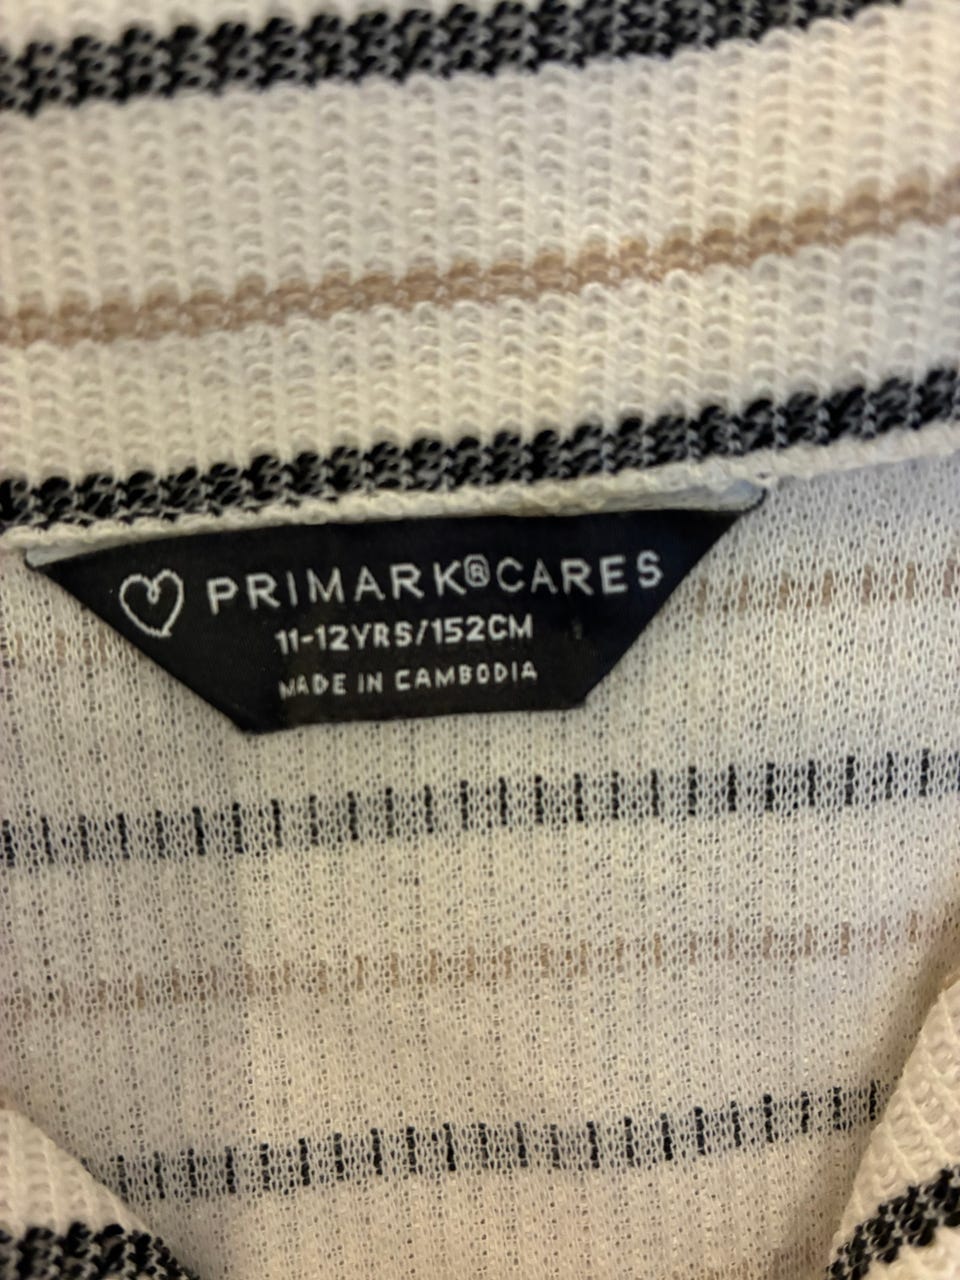 PRIMARK®CARES
11-12YRS/152CM
MADE IN CAMBODIA